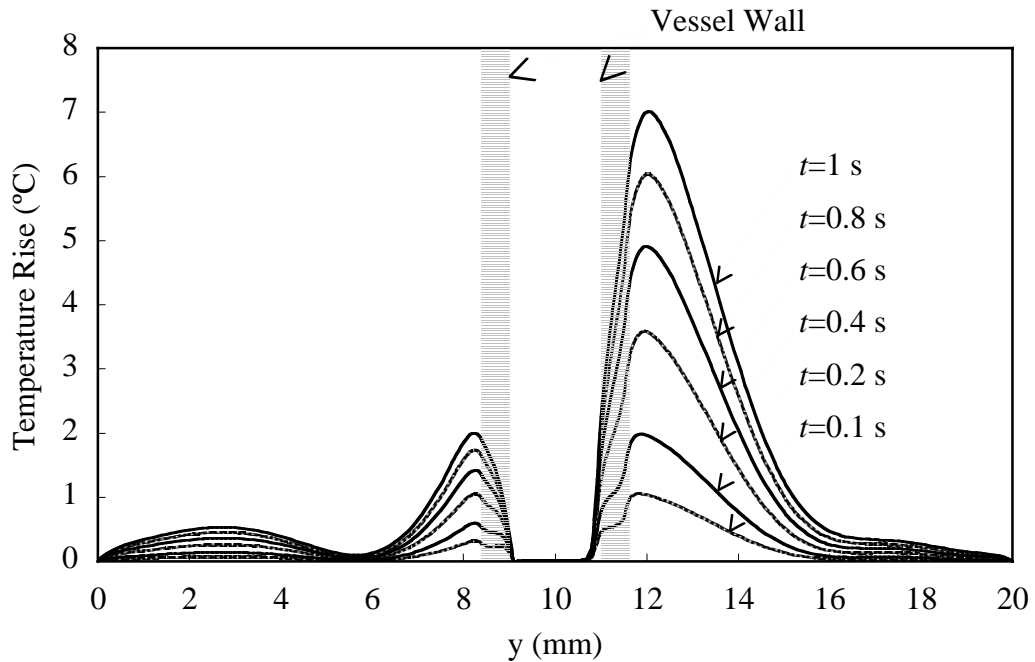 Vessel Wall
8
7
6
5
4
3
2
1
0
Temperature Rise (ºC)
t=1 s
t=0.8 s
t=0.6 s
t=0.4 s
t=0.2 s
t=0.1 s
0 2 4 6 8 10 12 14 16 18 20
y (mm)